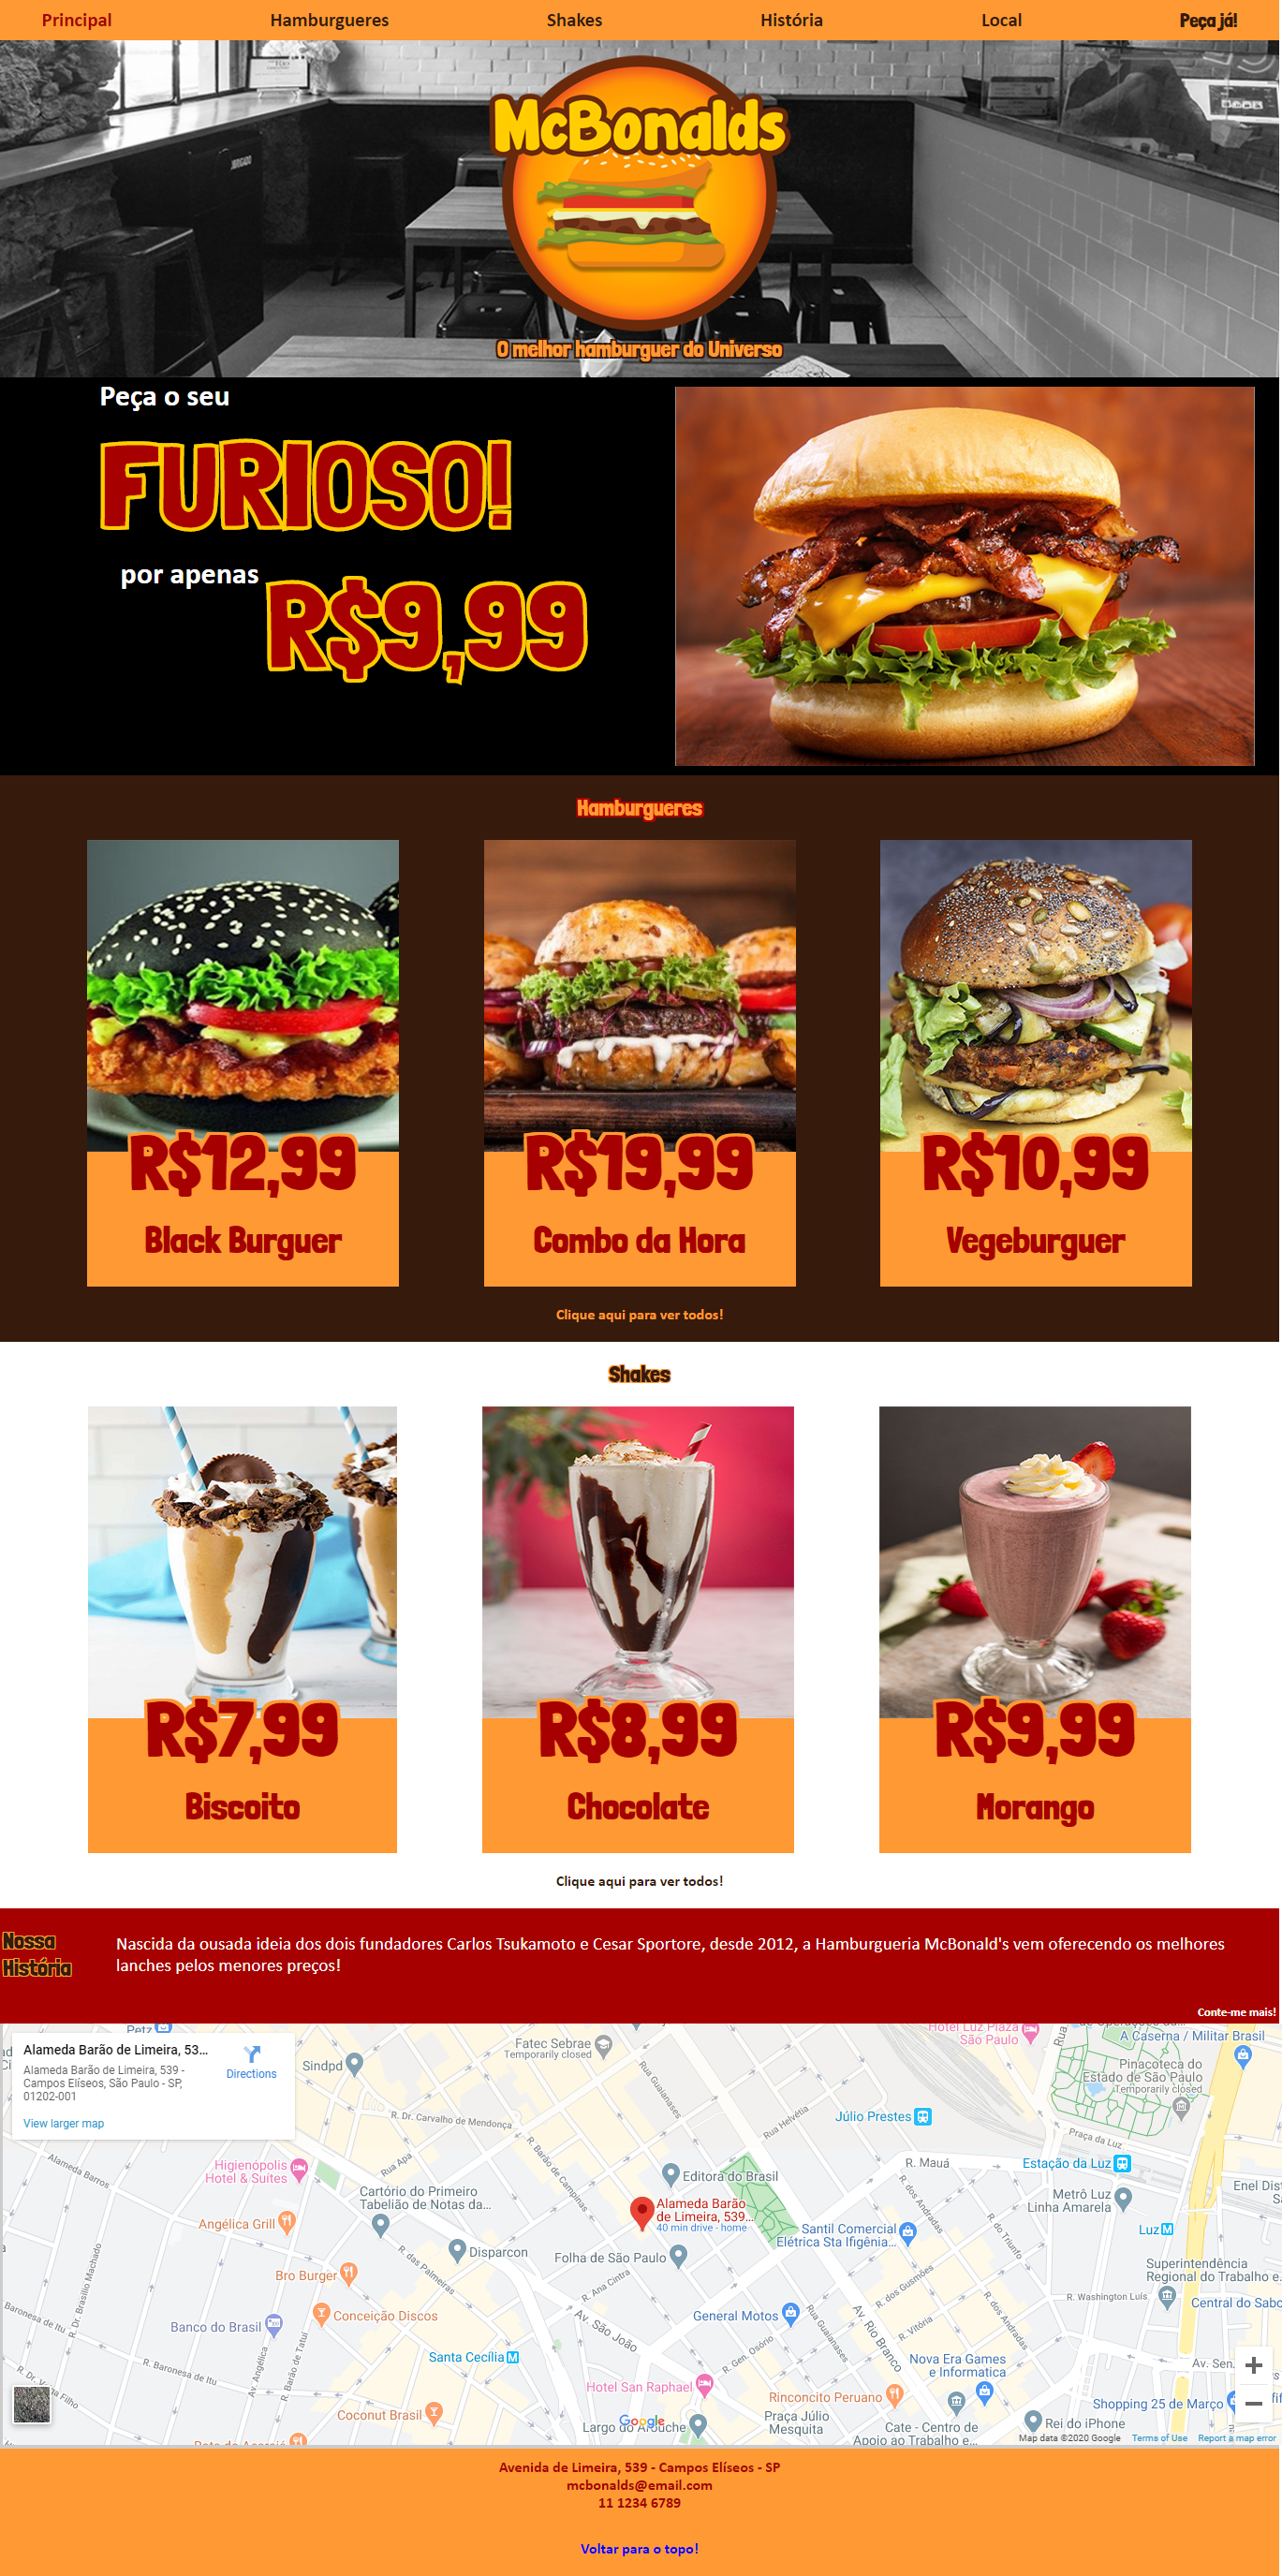 Principal
Hamburgueres
Shakes
História
Local
Peça já!
McBonalds
O melhor hamburguer do Universo
Peça o seu
FURIOSO!
por apenas
R$9,99
Hamburgueres
R$12,99
Black Burguer
R$19,99
Combo da Hora
R$10,99
Vegeburguer
Clique aqui para ver todos!
Shakes
R$7,99
Biscoito
R$8,99
Chocolate
R$9,99
Morango
Clique aqui para ver todos!
Nossa
História
Nascida da ousada ideia dos dois fundadores Carlos Tsukamoto e Cesar Sportore, desde 2012, a Hamburgueria McBonald's vem oferecendo os melhores
lanches pelos menores preços!
Conte-me mais!
Alameda Barão de Limeira, 53...
Alameda Barão de Limeira, 539 -
Campos Elíseos, São Paulo - SP,
01202-001
Directions
View larger map
Petz
Sindpd
Fatec Sebrae
Temporarily closed
Hotel Luz Plaza
São Paulo
A Caserna / Militar Brasil
Pinacoteca do
Estado de São Paulo
Temporarily closed
Júlio Prestes
Rua Guaianases
Rua Helvétia
R. Dr. Carvalho de Mendonça
R. Barão de Campinas
Rua Apa
Praça da Luz
R. Mauá
Estação da Luz
Alameda Barros
Higienópolis
Hotel & Suites
Editora do Brasil
Cartório do Primeiro
Tabelião de Notas da...
Metrô Luz
Linha Amarela
Alameda Barão
de Limeira, 539...
40 min drive - home
Angélica Grill
Santil Comercial
Elétrica Sta Ifigênia...
R. dos Andradas
R. do Triunfo
Luz
Disparcon
Folha de São Paulo
R. das Palmeiras
R. Ana Cintra
Superintendência
Regional do Trabalho e...
Bro Burger
R. Dr. Brasílio Machado
R. dos Gusmões
R. Washington Luís
Central do Sabo
Baronesa de Itu
Banco do Brasil
Conceição Discos
Av. São João
General Motos
Rua Guaianases
Av. Rio Branco
R. Vitória
R. dos Andradas
R. Baronesa de Itu
Av. Angélica
R. Barão de Tatuí
Santa Cecília
R. Gen. Osório
Nova Era Games
e Informatica
Av. Sen.
Hotel San Raphael
Rinconcito Peruano
Shopping 25 de Março
Coconut Brasil
Largo do Arouche
Google
Praça Júlio
Mesquita
Cate - Centro de
Apoio ao Trabalho e...
Rei do iPhone
Map data ©2020 Google
Terms of Use
Report a map error
Avenida de Limeira, 539 - Campos Elíseos - SP
mcbonalds@email.com
11 1234 6789
Voltar para o topo!